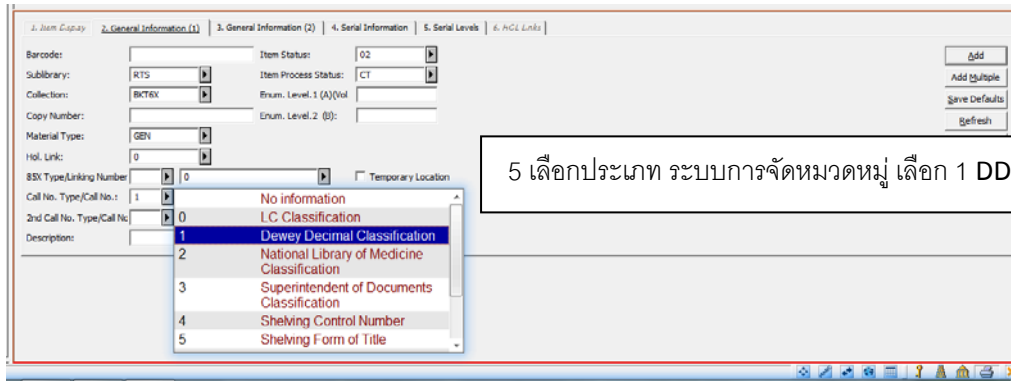 1. Item Display 2. General Information (1) 3. General Information (2) 4. Serial Information 5. Serial Levels 6. HOL Links
Barcode: Item Status: 02
Sublibrary: RTS Item Process Status: CT
Collection: BKT6X Enum. Level.1 (A)(Vol
Copy Number: Enum. Level.2 (B):
Material Type: GEN
Hol. Link: 0
85X Type/Linking Number 0 Temporary Location
Call No. Type/Call No.: 1
2nd Call No. Type/Call Nc
Description:
Add
Add Multiple
Save Defaults
Refresh
No information
0 LC Classification
1 Dewey Decimal Classification
2 National Library of Medicine
Classification
3 Superintendent of Documents
Classification
4 Shelving Control Number
5 Shelving Form of Title
5 เลือกประเภท ระบบการจัดหมวดหมู่ เลือก 1 DD